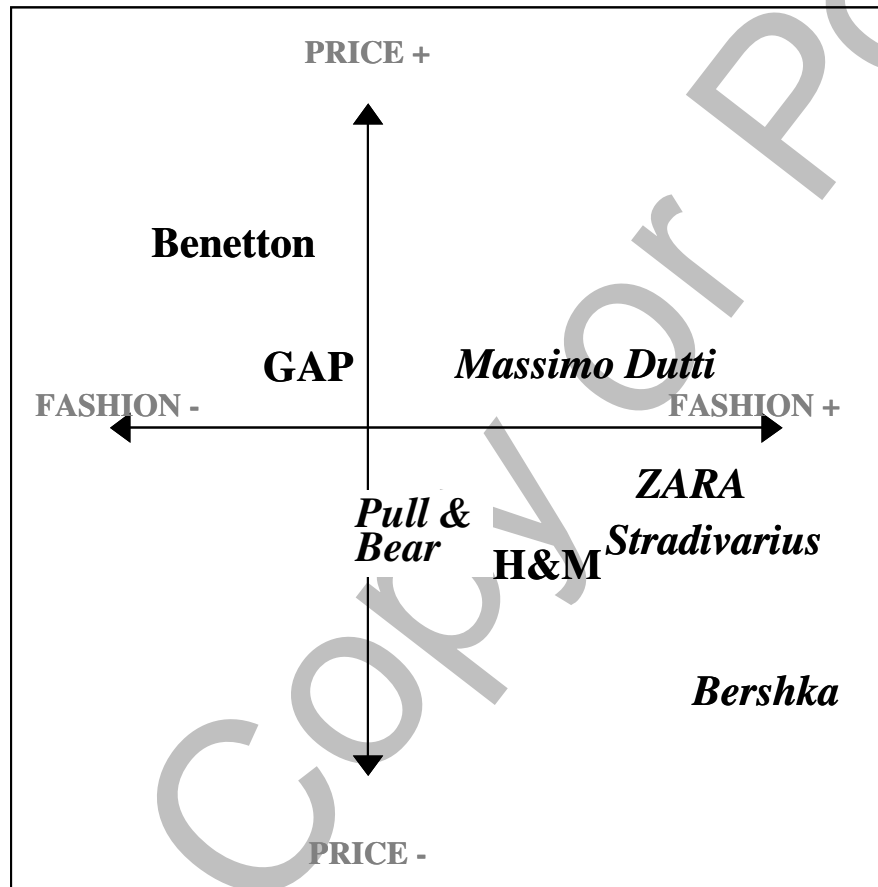 PRICE +
Benetton
GAP
Massimo Dutti
FASHION -
FASHION +
ZARA
Pull &
Bear
Stradivarius
H&M
Bershka
PRICE -
Copy or Po